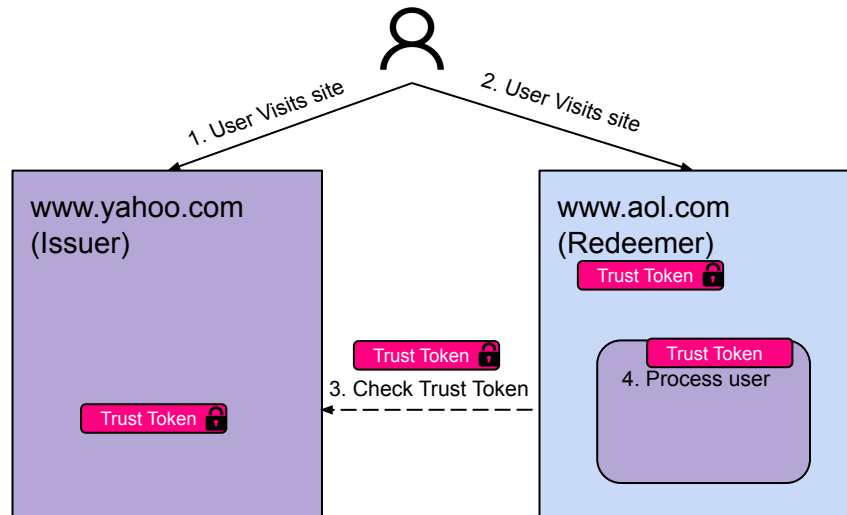 1. User Visits site
2. User Visits site
www.yahoo.com
(Issuer)
Trust Token
Trust Token
3. Check Trust Token
www.aol.com
(Redeemer)
Trust Token
Trust Token
4. Process user